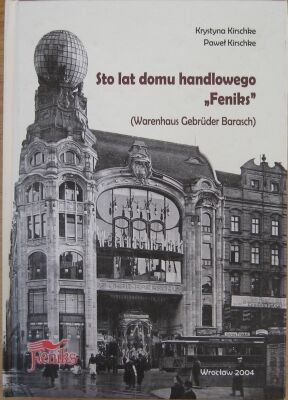 Krystyna Kirschke
Paweł Kirschke
Sto lat domu handlowego
„Feniks”
(Warenhaus Gebrüder Barasch)
Feniks
Wrocław 2004